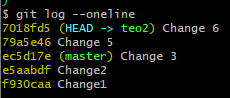 $ git log --oneline
7018fd5 (HEAD -> teo2) Change 6
79a5e46 Change 5
ec5d17e (master) Change 3
e5aabdf Change2
f930caa Change1